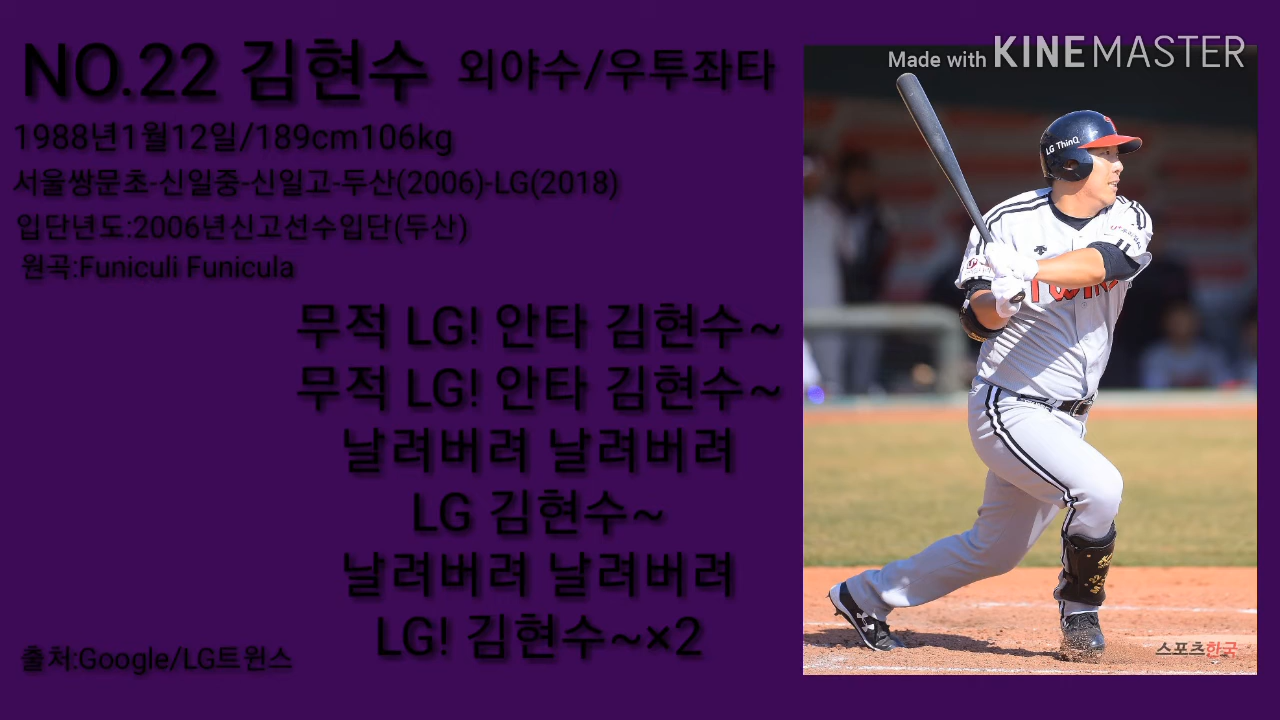 NO.22 김현수 외야수/우투좌타
1988년1월12일/189cm106kg
서울쌍문초-신일중-신일고-두산(2006)-LG(2018)
입단년도:2006년신고선수입단(두산)
원곡:Funiculi Funicula
무적 LG! 안타 김현수~
무적 LG! 안타 김현수~
날려버려 날려버려
LG 김현수~
날려버려 날려버려
LG! 김현수~×2
출처:Google/LG트윈스
Made with KINEMASTER
LG ThinQ
스포츠한국